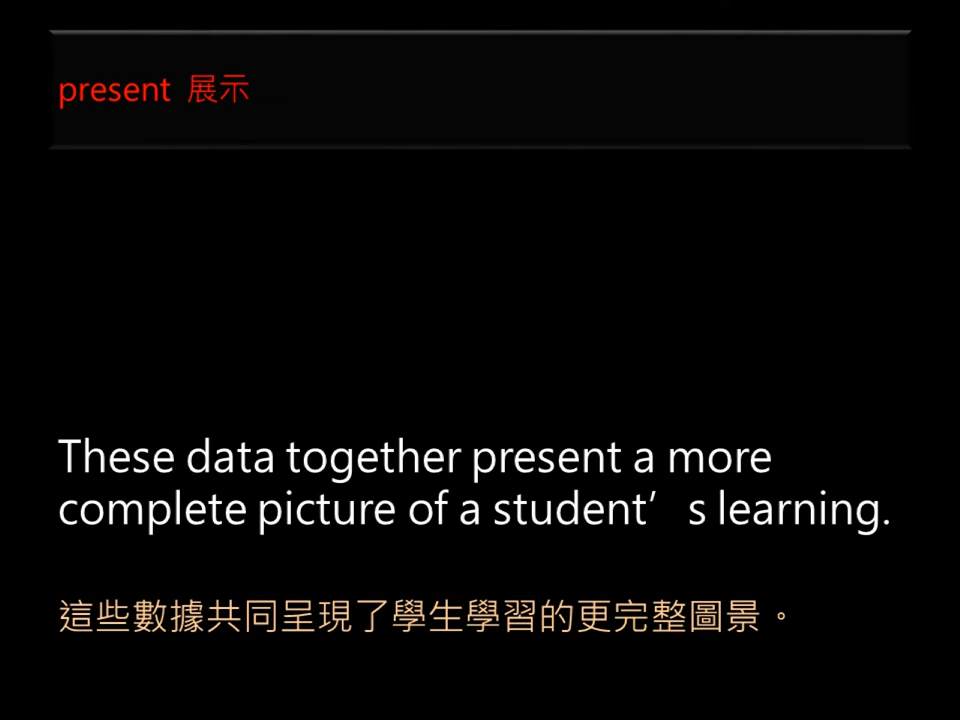 present 展示
These data together present a more
complete picture of a student’s learning.
這些數據共同呈現了學生學習的更完整圖景。